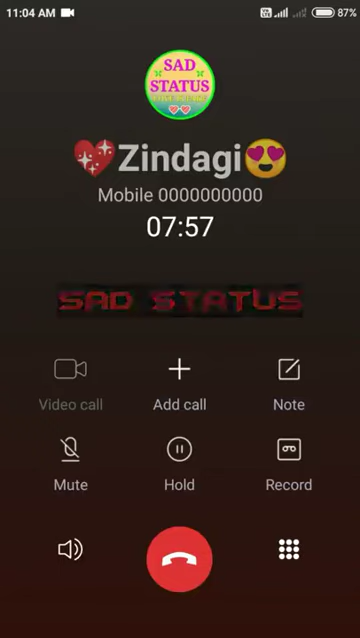 11:04 AM
87%
SAD
STATUS
💖Zindagi😍
Mobile 0000000000
07:57
SAD STATUS
Video call
Add call
Note
Mute
Hold
Record